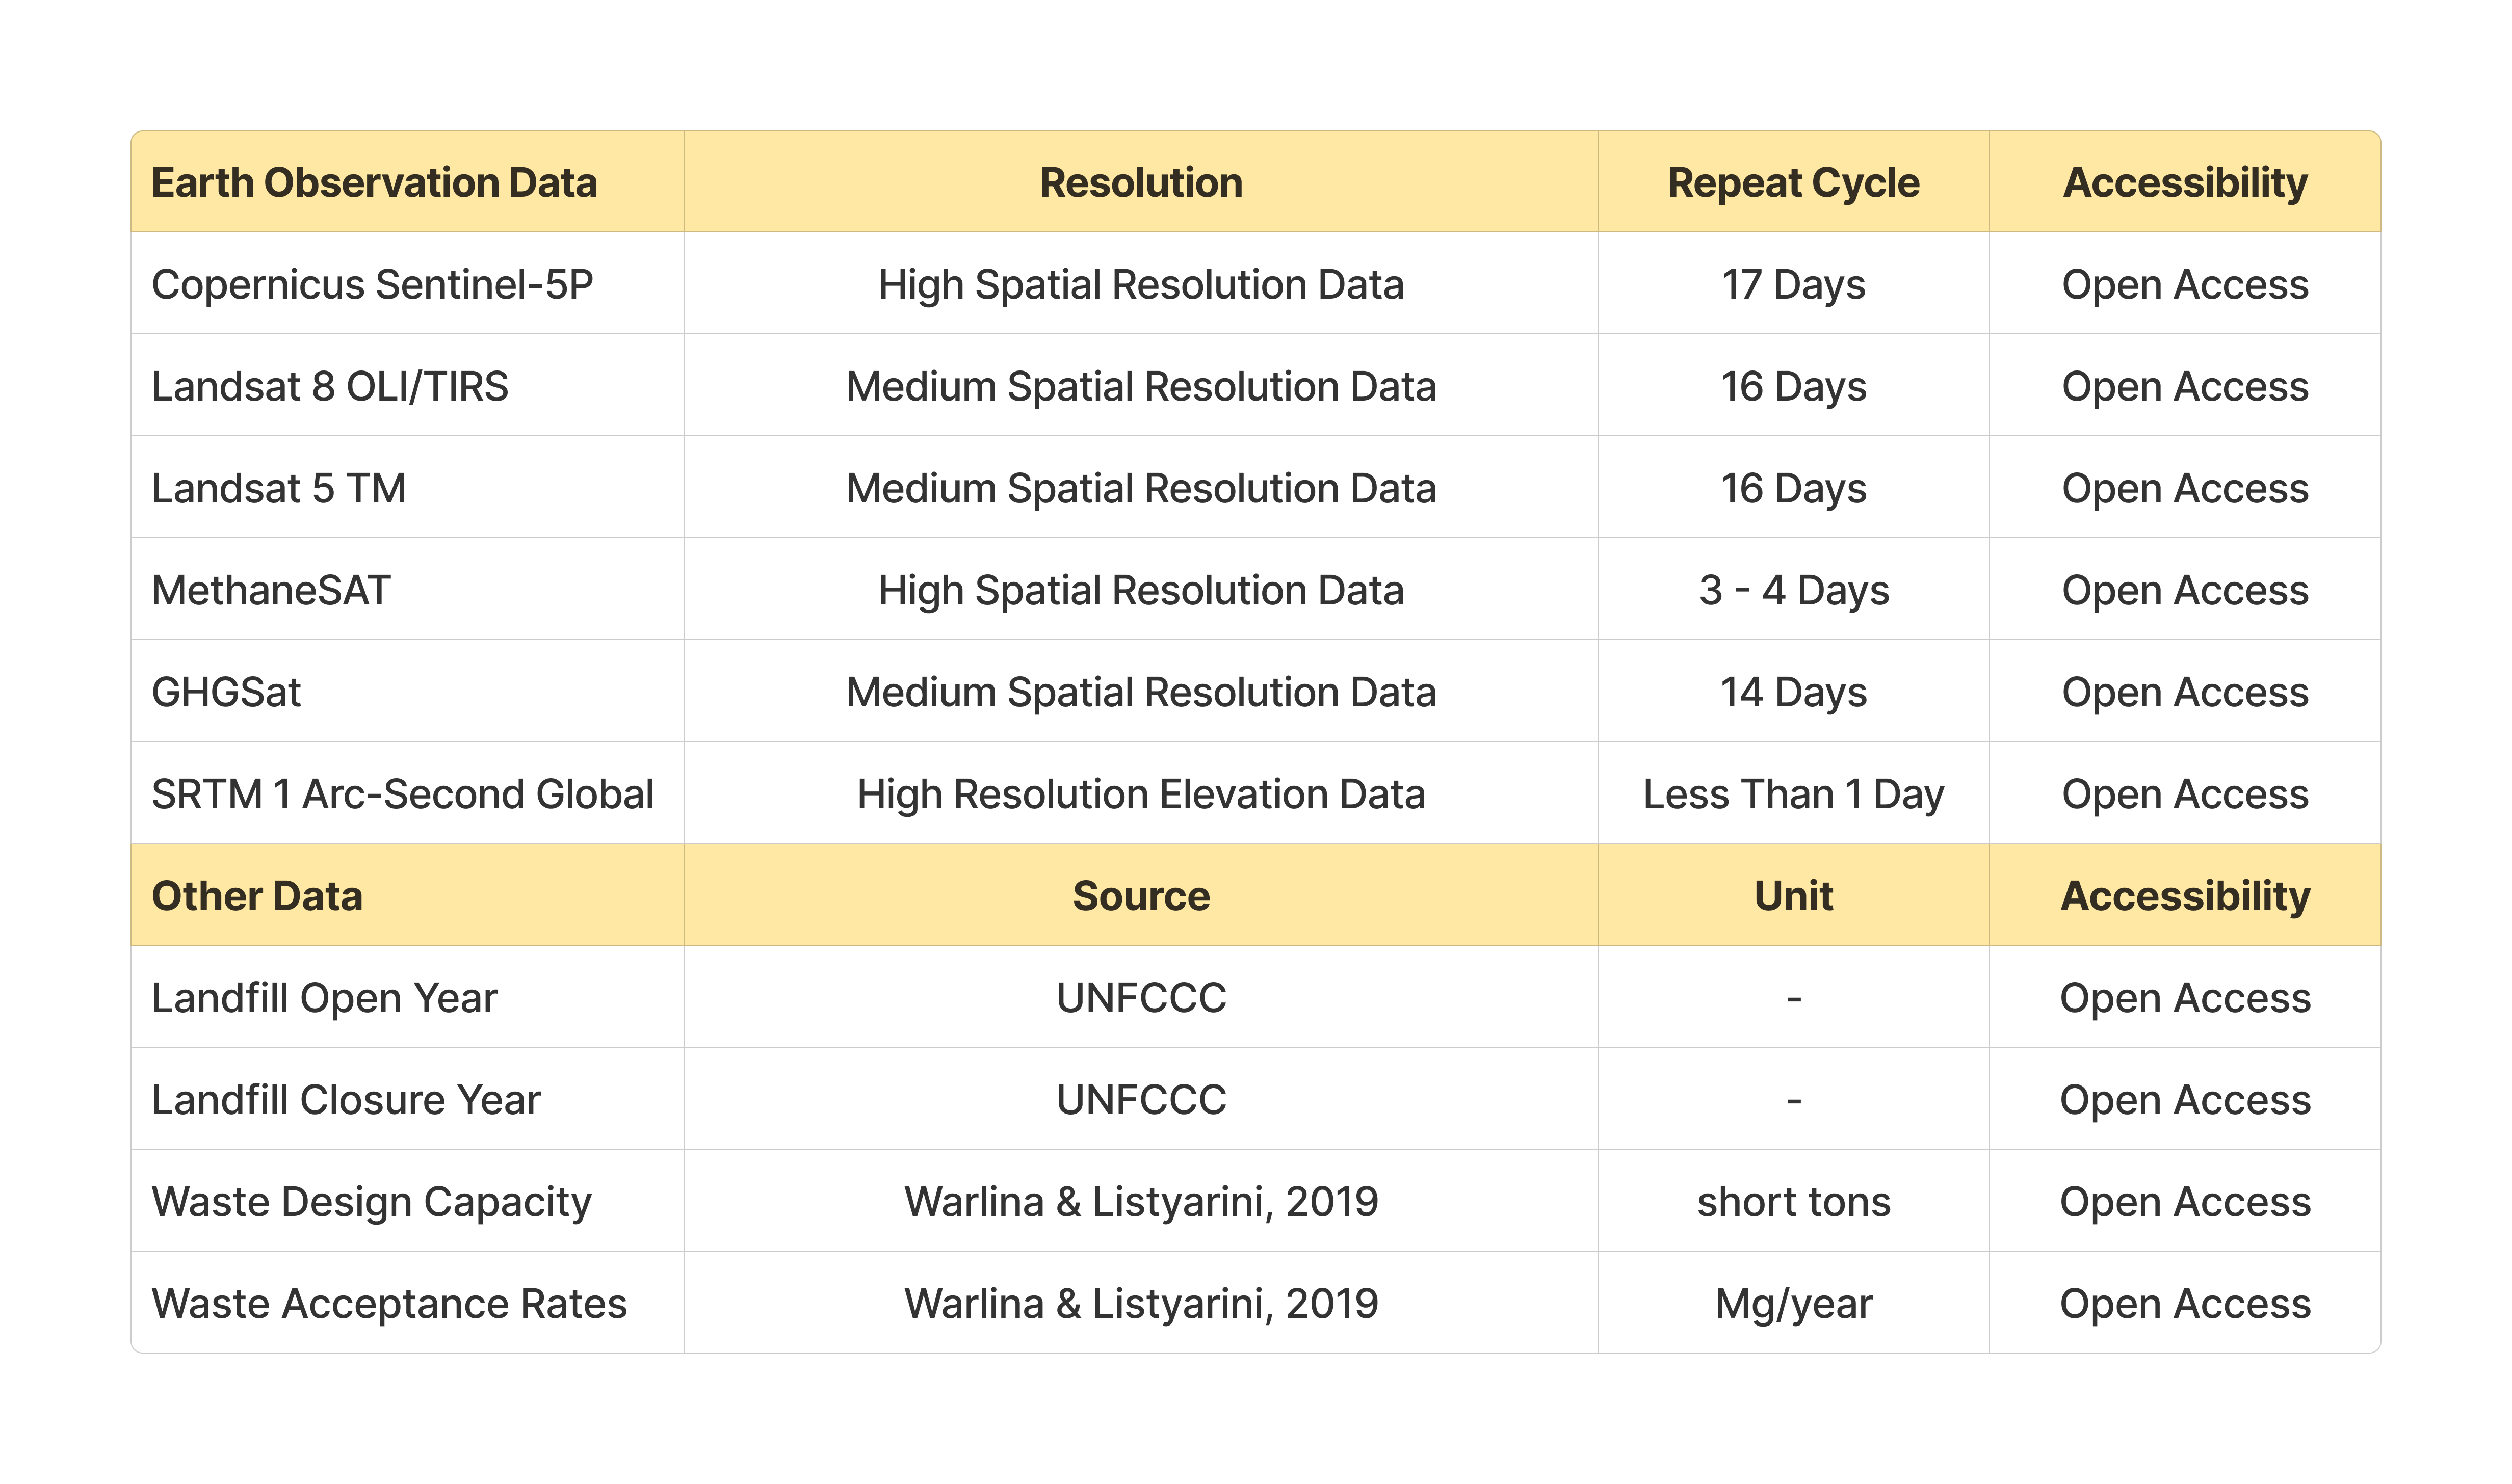 Earth Observation Data Resolution Repeat Cycle Accessibility
Copernicus Sentinel-5P High Spatial Resolution Data 17 Days Open Access
Landsat 8 OLI/TIRS Medium Spatial Resolution Data 16 Days Open Access
Landsat 5 TM Medium Spatial Resolution Data 16 Days Open Access
MethaneSAT High Spatial Resolution Data 3 - 4 Days Open Access
GHGSat Medium Spatial Resolution Data 14 Days Open Access
SRTM 1 Arc-Second Global High Resolution Elevation Data Less Than 1 Day Open Access
Other Data Source Unit Accessibility
Landfill Open Year UNFCCC - Open Access
Landfill Closure Year UNFCCC - Open Access
Waste Design Capacity Warlina & Listyarini, 2019 short tons Open Access
Waste Acceptance Rates Warlina & Listyarini, 2019 Mg/year Open Access